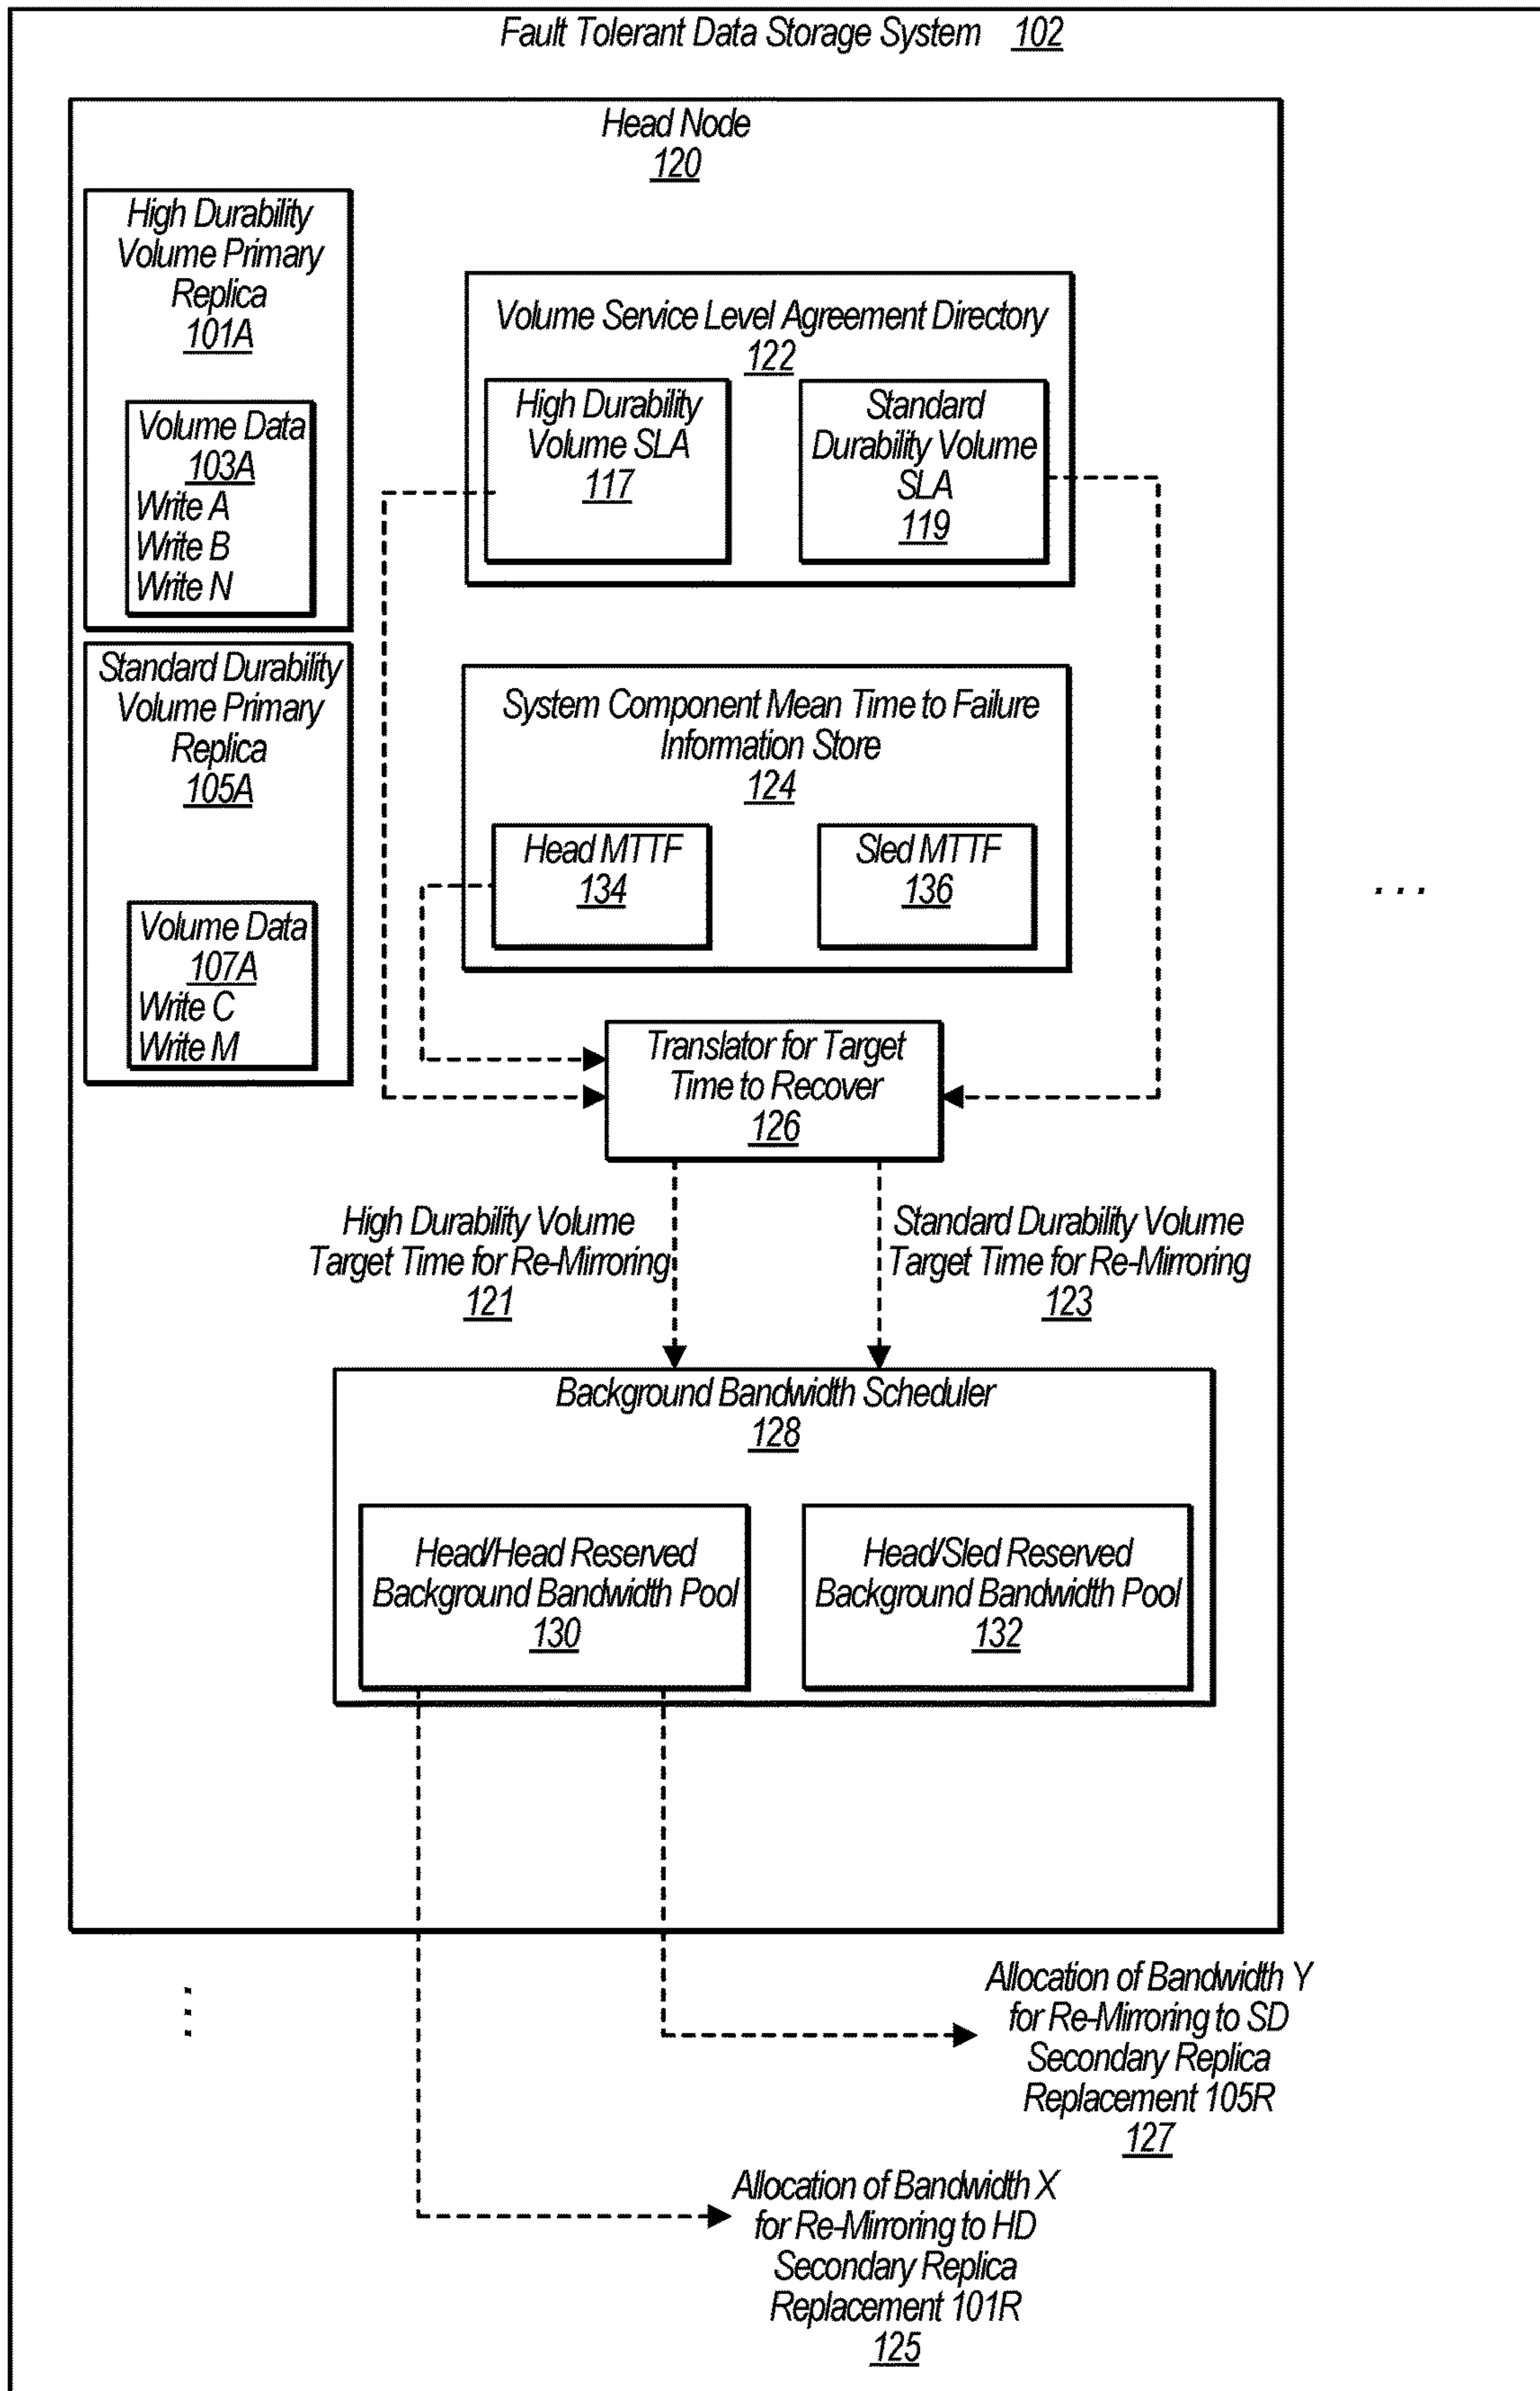 Fault Tolerant Data Storage System 102
Head Node
120
High Durability
Volume Primary
Replica
101A
Volume Data
103A
Write A
Write B
Write N
Standard Durability
Volume Primary
Replica
105A
Volume Data
107A
Write C
Write M
Volume Service Level Agreement Directory
122
High Durability
Volume SLA
117
Standard
Durability Volume
SLA
119
System Component Mean Time to Failure
Information Store
124
Head MTTF
134
Sled MTTF
136
. . .
Translator for Target
Time to Recover
126
High Durability Volume
Target Time for Re-Mirroring
121
Standard Durability Volume
Target Time for Re-Mirroring
123
Background Bandwidth Scheduler
128
Head/Head Reserved
Background Bandwidth Pool
130
Head/Sled Reserved
Background Bandwidth Pool
132
Allocation of Bandwidth Y
for Re-Mirroring to SD
Secondary Replica
Replacement 105R
127
Allocation of Bandwidth X
for Re-Mirroring to HD
Secondary Replica
Replacement 101R
125